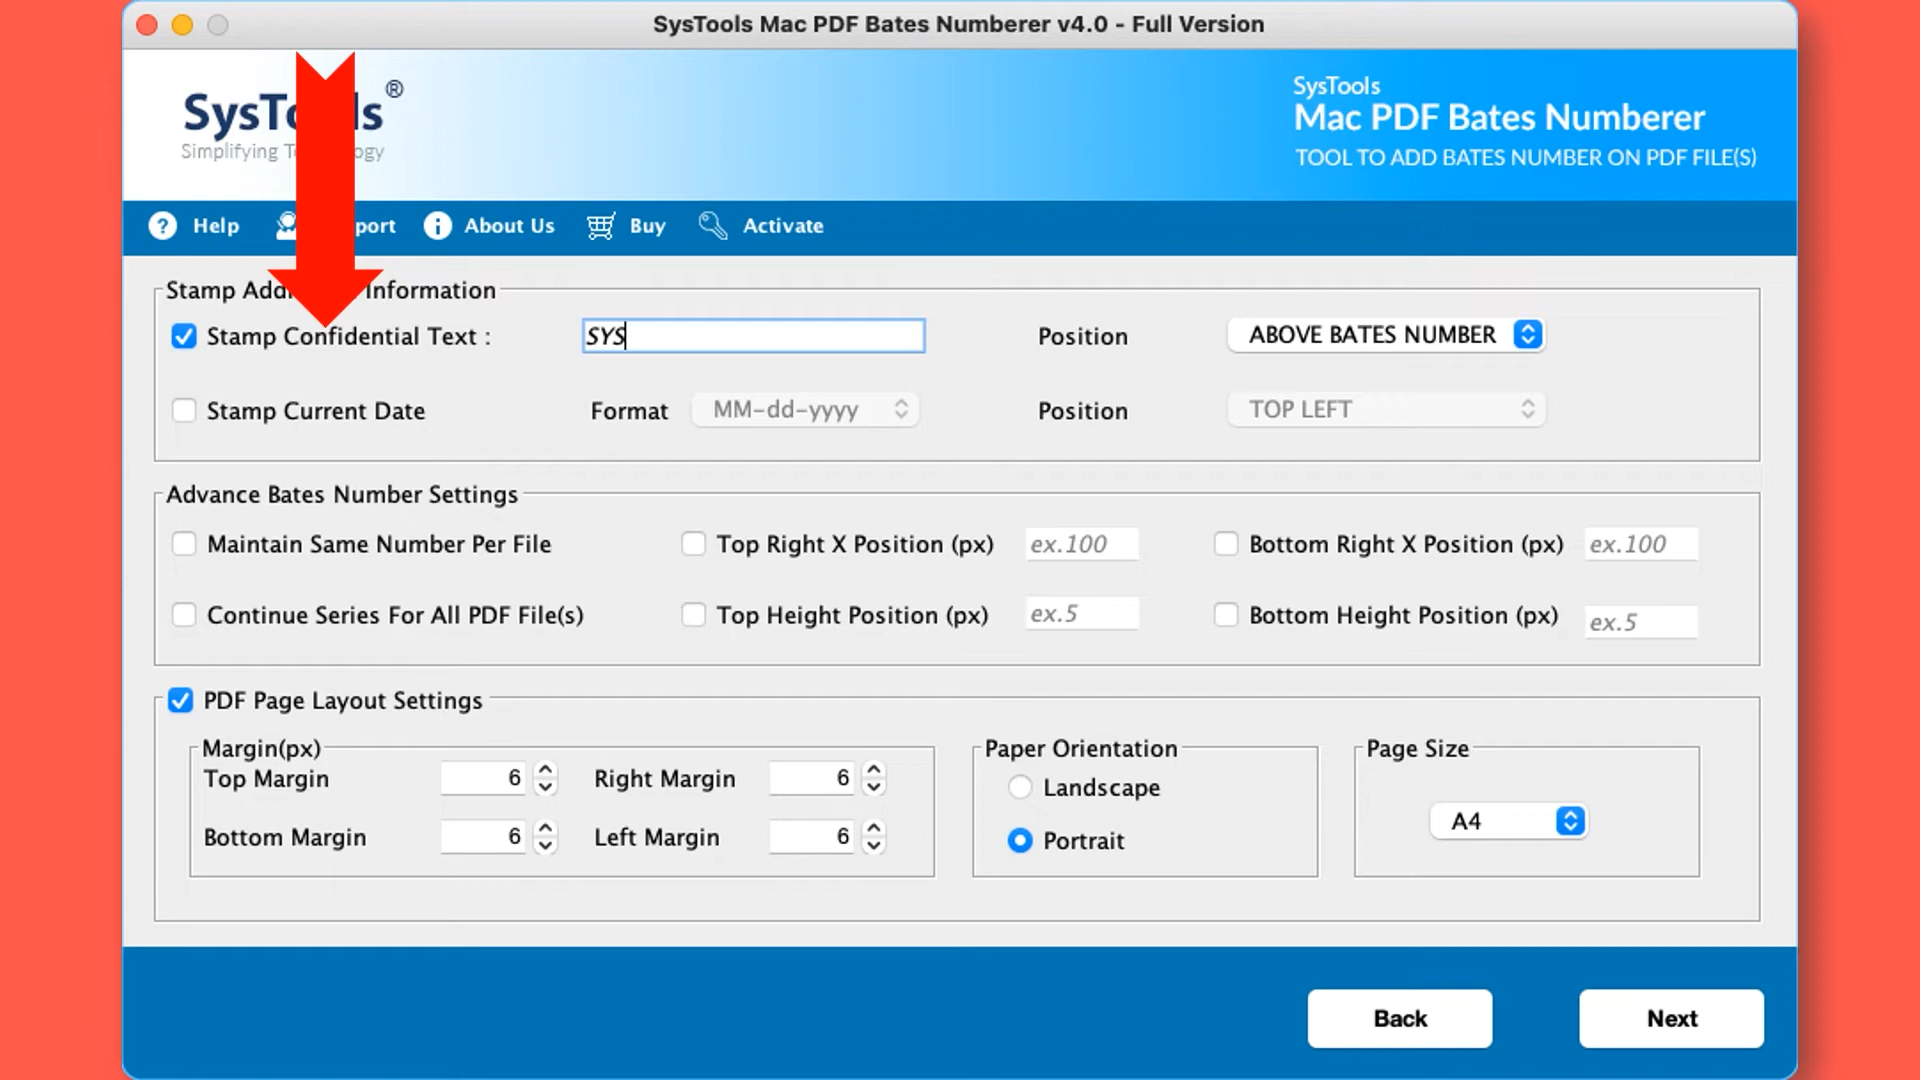 SysTools Mac PDF Bates Numberer v4.0 - Full Version
®
SysTools
Mac PDF Bates Numberer
TOOL TO ADD BATES NUMBER ON PDF FILE(S)
Simplifying
Help
About Us
Buy
Activate
Stamp Information
Stamp Confidential Text :
SYS
Position
ABOVE BATES NUMBER
Stamp Current Date
Format
MM-dd-yyyy
Position
TOP LEFT
Advance Bates Number Settings
Maintain Same Number Per File
Top Right X Position (px)
ex.100
Bottom Right X Position (px)
ex.100
Continue Series For All PDF File(s)
Top Height Position (px)
ex.5
Bottom Height Position (px)
ex.5
PDF Page Layout Settings
Margin(px)
Top Margin
6
Right Margin
6
Bottom Margin
6
Left Margin
6
Paper Orientation
Landscape
Portrait
Page Size
A4
Back
Next